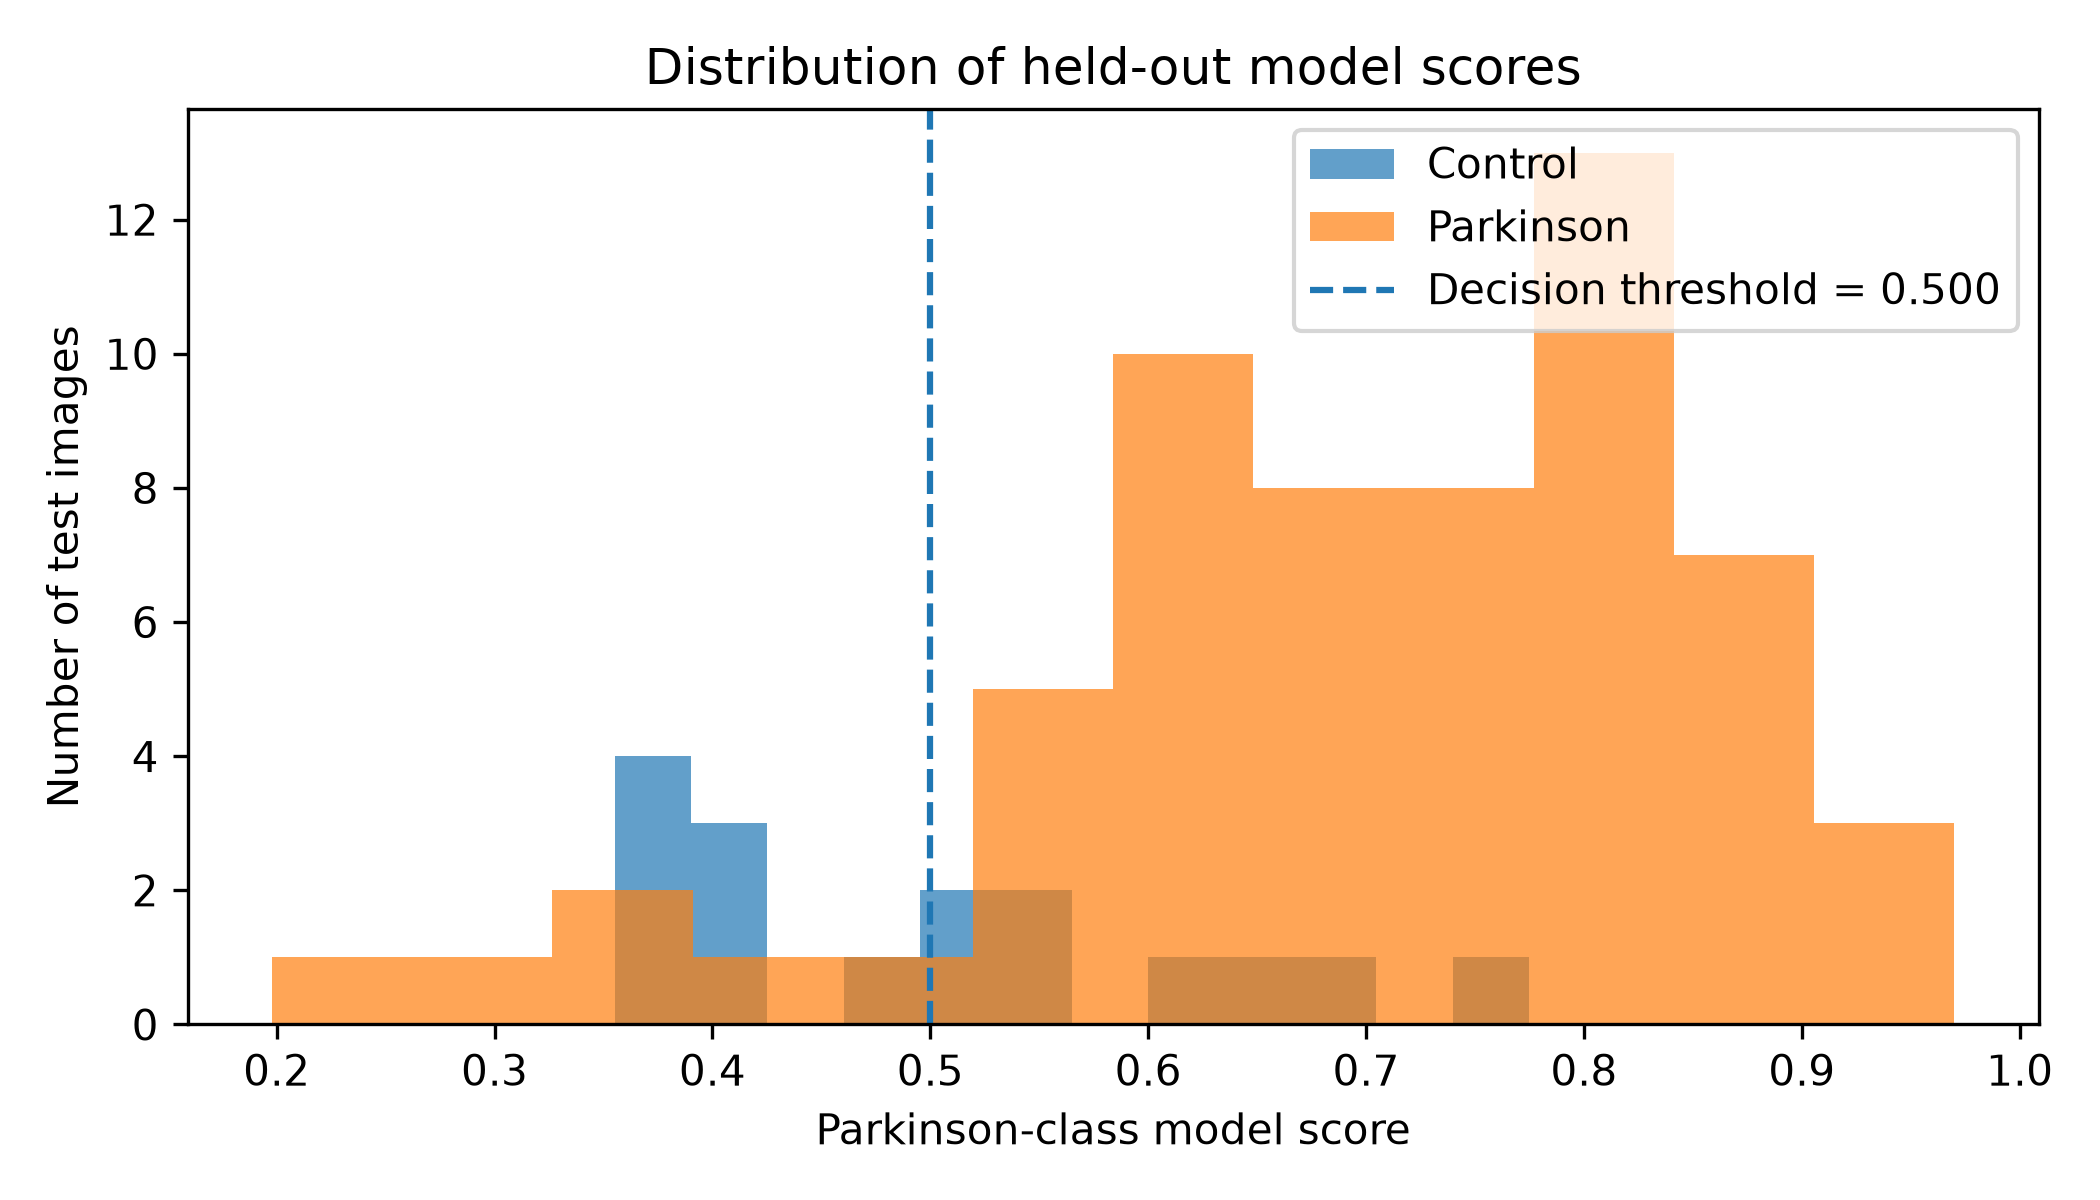 Distribution of held-out model scores
Control
Parkinson
Decision threshold = 0.500
Number of test images
12
10
8
6
4
2
0
0.2 0.3 0.4 0.5 0.6 0.7 0.8 0.9 1.0
Parkinson-class model score